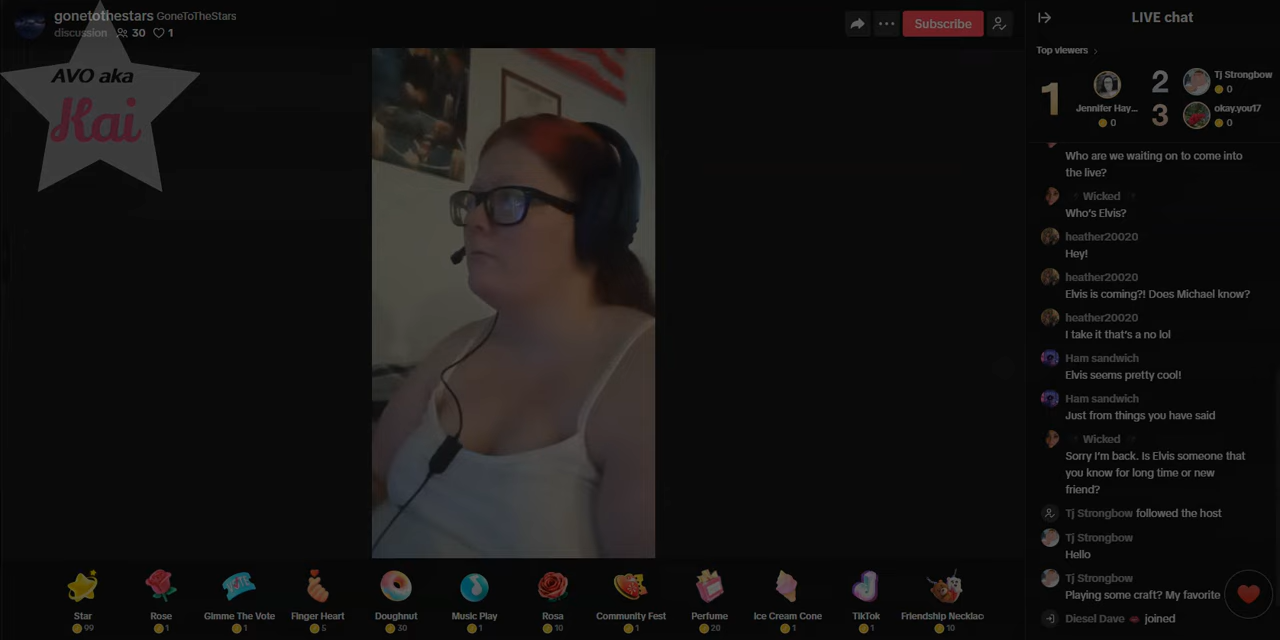 gonetothestars GoneToTheStars
discussion 30 1
Subscribe
AVO aka
Kai
LIVE chat
Top viewers
1 Jennifer Hay... 0
2 Tj Strongbow 0
3 okay.you17 0
Who are we waiting on to come into
the live?
Wicked
Who's Elvis?
heather20020
Hey!
heather20020
Elvis is coming?! Does Michael know?
heather20020
I take it that's a no lol
Ham sandwich
Elvis seems pretty cool!
Ham sandwich
Just from things you have said
Wicked
Sorry I'm back. Is Elvis someone that
you know for long time or new
friend?
Tj Strongbow followed the host
Tj Strongbow
Hello
Tj Strongbow
Playing some craft? My favorite
Diesel Dave joined
Star
99
Rose
1
GIMME THE VOTE
GImme The Vote
1
Finger Heart
5
Doughnut
30
Music Play
1
Rosa
10
Community Fest
1
Perfume
20
Ice Cream Cone
1
TikTok
1
Friendship Necklac
10